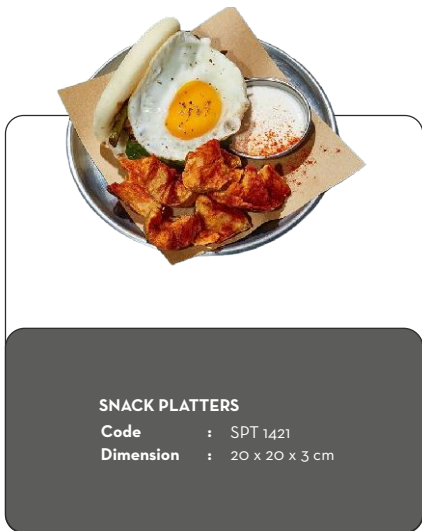 SNACK PLATTERS
Code : SPT 1421
Dimension : 20 x 20 x 3 cm